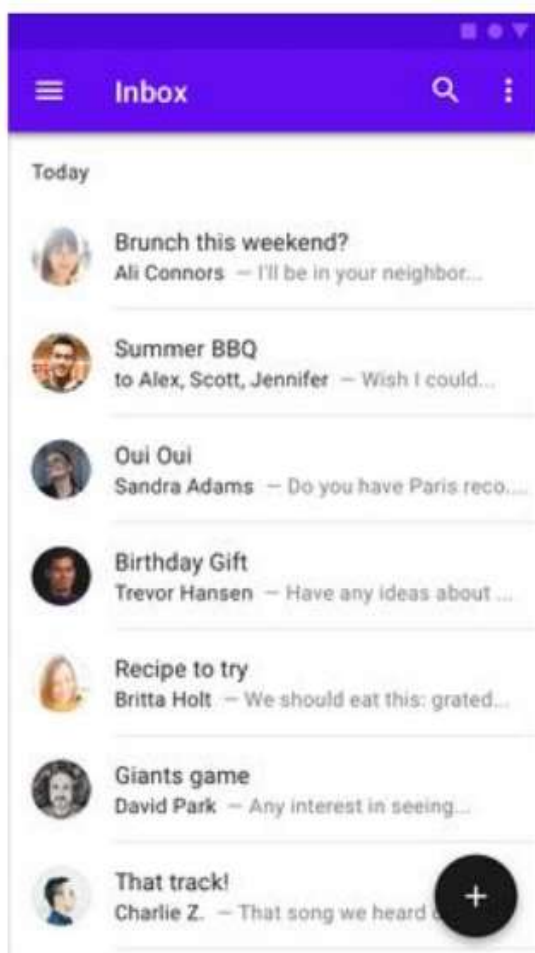 Inbox
Today
Brunch this weekend?
Ali Connors — I'll be in your neighbor...
Summer BBQ
to Alex, Scott, Jennifer — Wish I could...
Oui Oui
Sandra Adams — Do you have Paris reco....
Birthday Gift
Trevor Hansen — Have any ideas about ...
Recipe to try
Britta Holt — We should eat this: grated...
Giants game
David Park — Any interest in seeing...
That track!
Charlie Z. — That song we heard